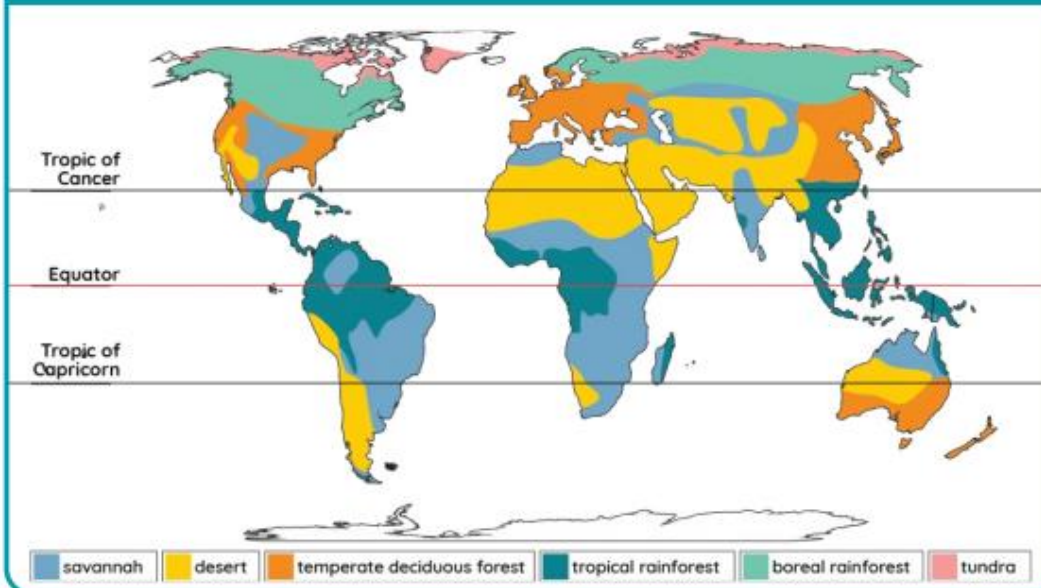 Tropic of
Cancer
Equator
Tropic of
Capricorn
savannah
desert
temperate deciduous forest
tropical rainforest
boreal rainforest
tundra